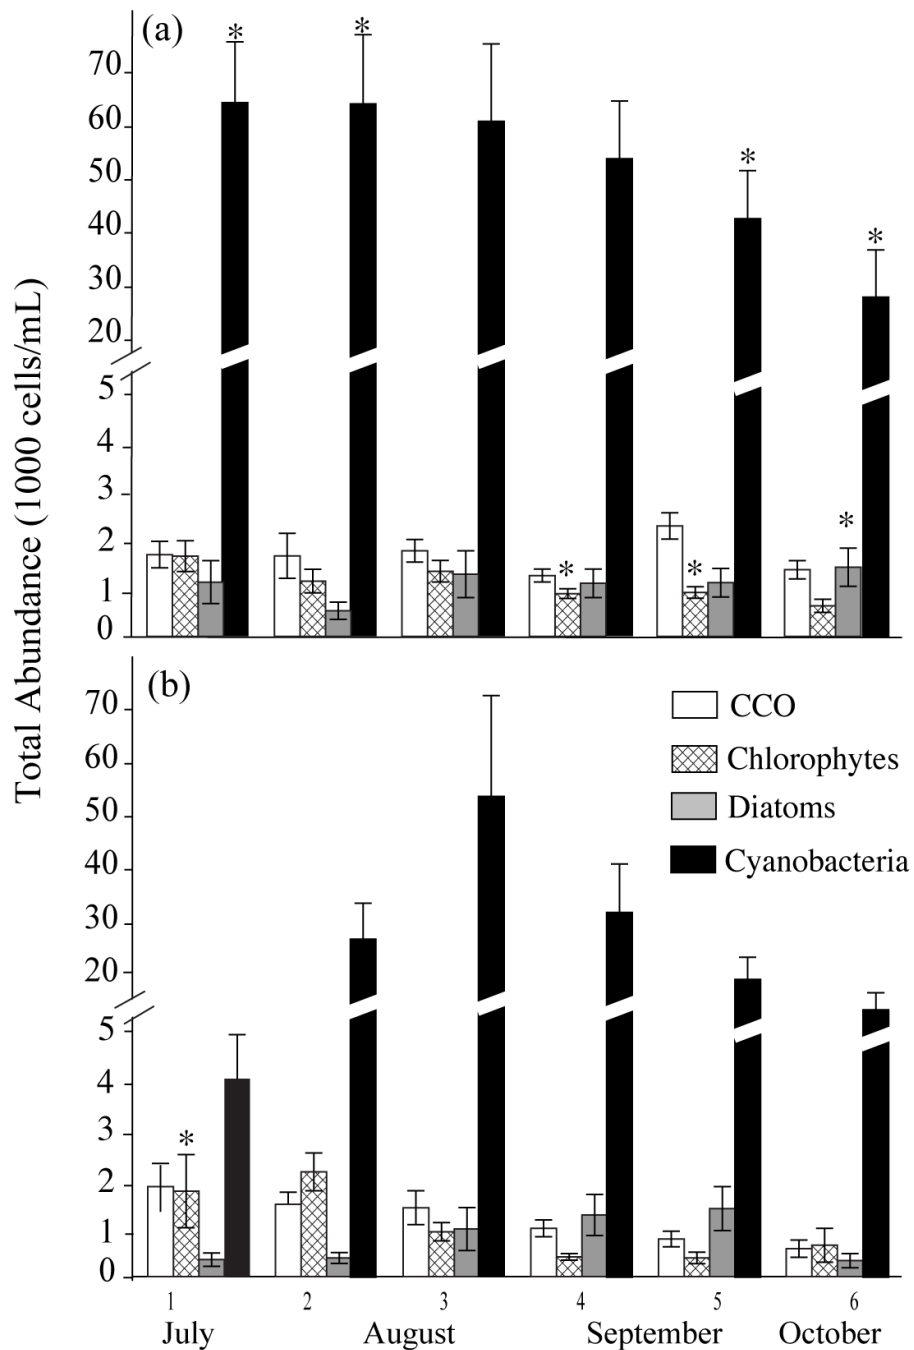 (a)
* * * * * * * *
70
60
50
40
30
20
5
4
3
2
1
0
Total Abundance (1000 cells/mL)
(b)
*
70
60
50
40
30
20
5
4
3
2
1
0
CCO
Chlorophytes
Diatoms
Cyanobacteria
1 2 3 4 5 6
July August September October